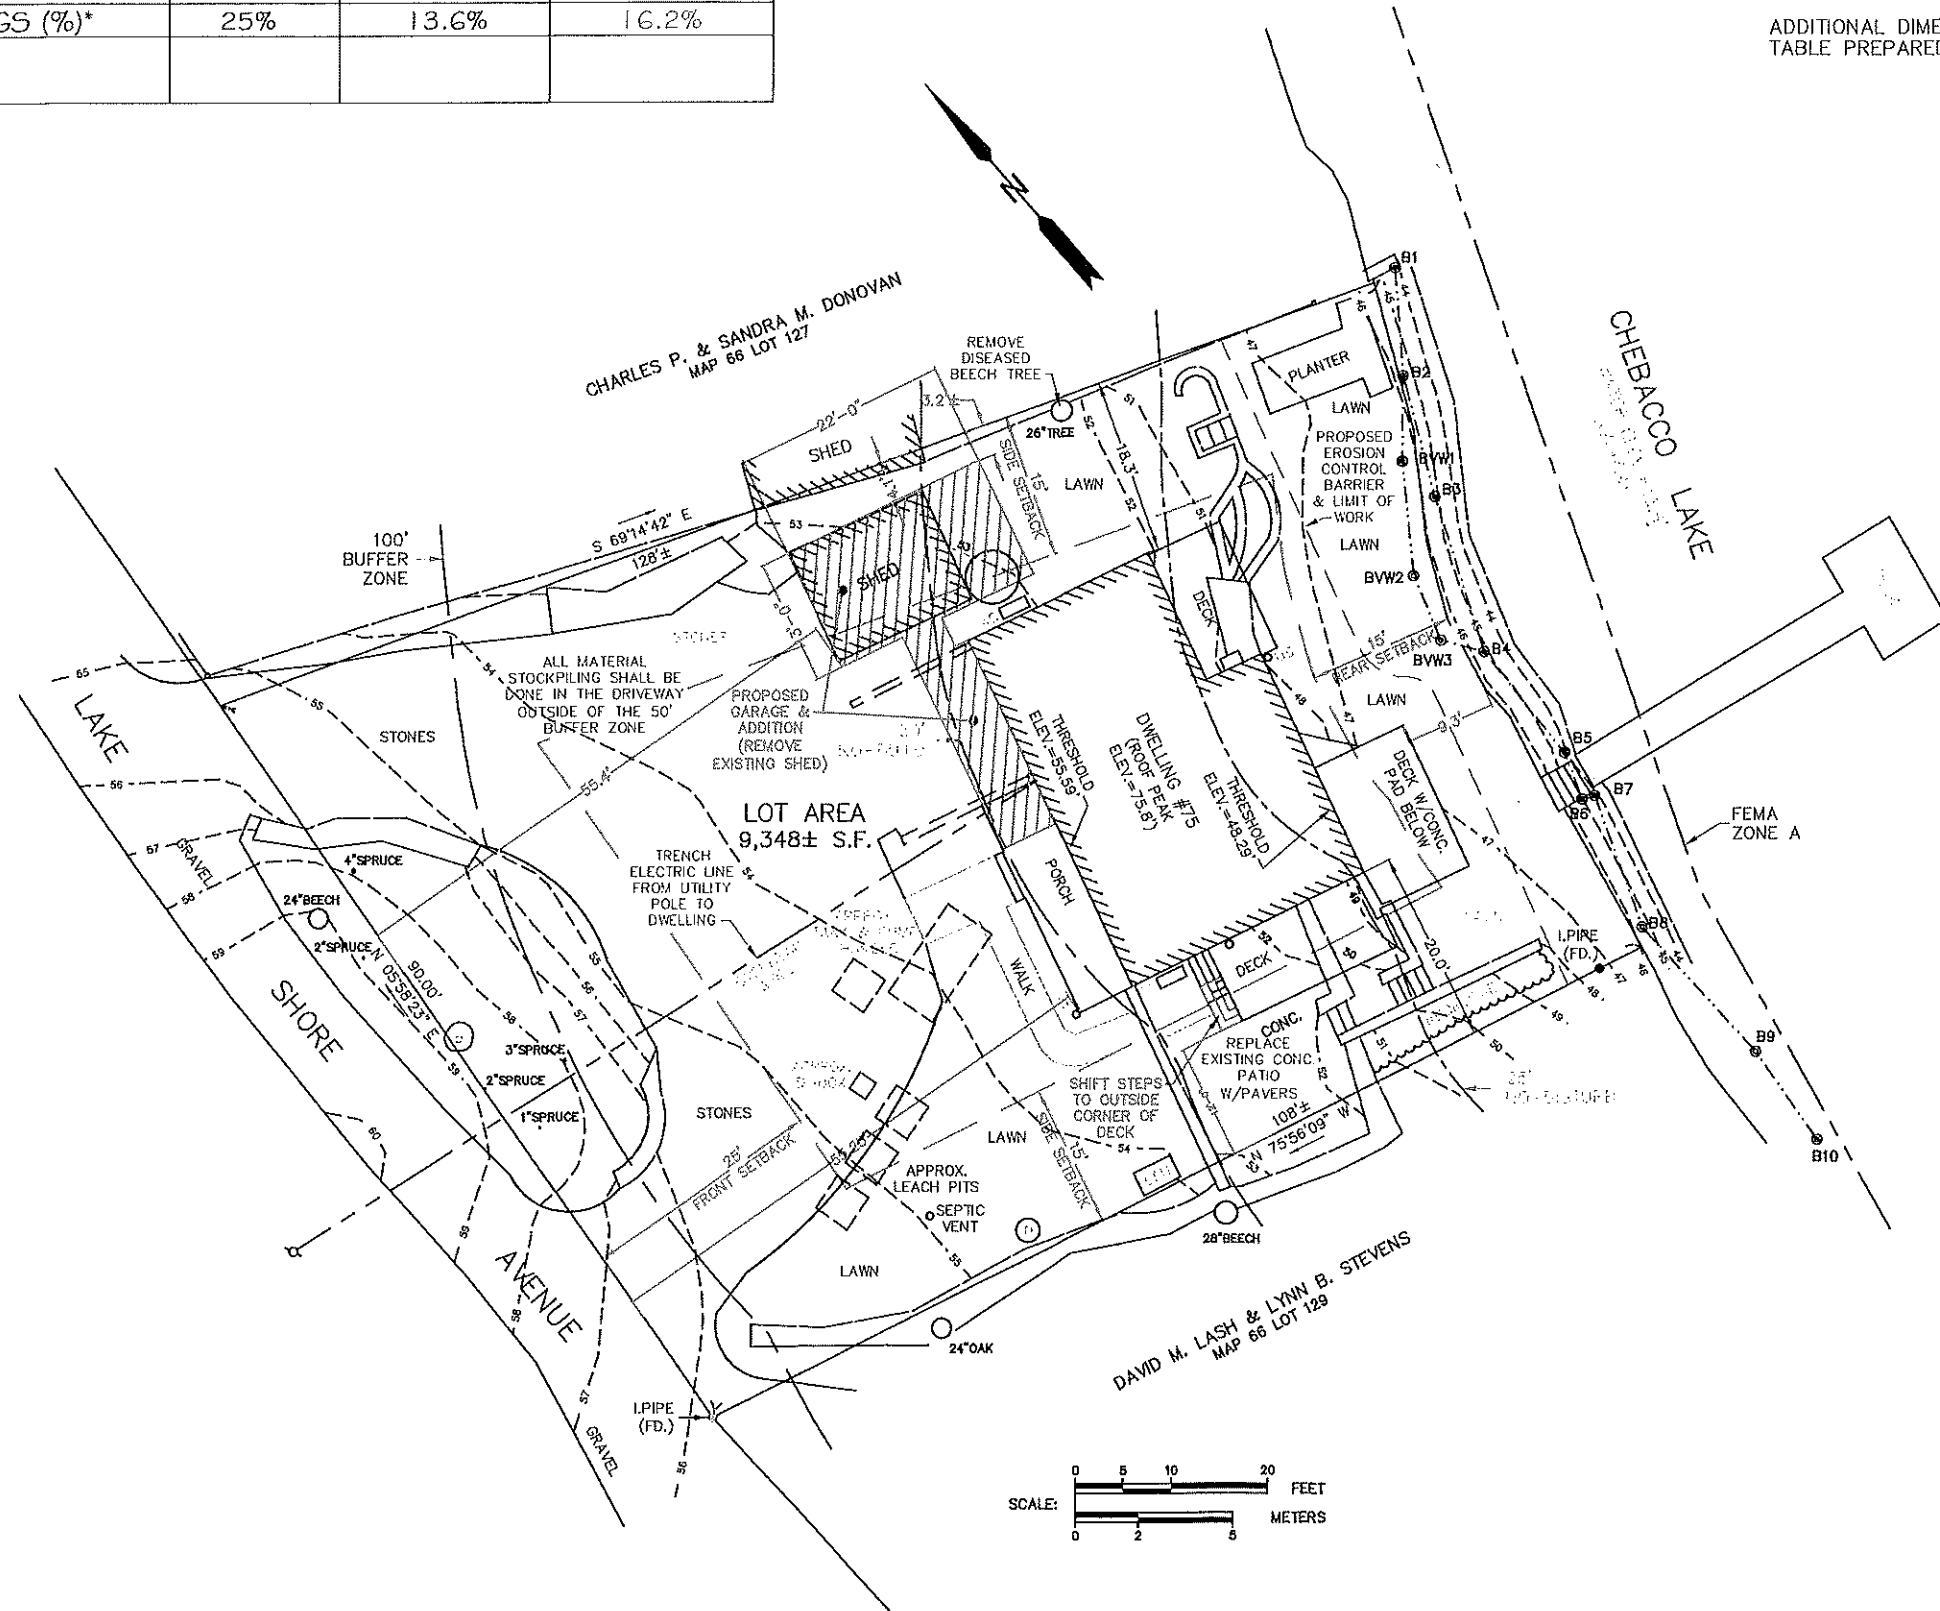 GS (%)*
25%
13.6%
16.2%
ADDITIONAL DIME
TABLE PREPARED
N
CHARLES P. & SANDRA M. DONOVAN
MAP 66 LOT 127
REMOVE
DISEASED
BEECH TREE
26"TREE
3.2'±
22'-0"
SHED
SIDE SETBACK
15'
LAWN
18.3'
PLANTER
LAWN
PROPOSED
EROSION
CONTROL
BARRIER
& LIMIT OF
WORK
LAWN
B1
B2
BVW1
B3
BVW2
BVW3
B4
B5
B6
B7
B8
B9
B10
CHEBACCO LAKE
FEMA
ZONE A
100'
BUFFER
ZONE
S 69°14'42" E
128'±
SHED
DECK
15'
REAR SETBACK
LAWN
9.3'
ALL MATERIAL
STOCKPILING SHALL BE
DONE IN THE DRIVEWAY
OUTSIDE OF THE 50'
BUFFER ZONE
PROPOSED
GARAGE &
ADDITION
(REMOVE
EXISTING SHED)
THRESHOLD
ELEV.=55.59'
DWELLING #75
(ROOF PEAK
ELEV.=75.8')
THRESHOLD
ELEV.=48.29'
DECK W/CONC.
PAD BELOW
STONES
55.4'
LOT AREA
9,348± S.F.
TRENCH
ELECTRIC LINE
FROM UTILITY
POLE TO
DWELLING
PORCH
WALK
DECK
20.0'
I.PIPE
(FD.)
LAKE
SHORE
AVENUE
GRAVEL
4"SPRUCE
24"BEECH
2"SPRUCE
N 05°58'23" E
90.00'
3"SPRUCE
2"SPRUCE
1"SPRUCE
STONES
25'
FRONT SETBACK
55.25'
CONC.
REPLACE
EXISTING CONC.
PATIO
W/PAVERS
SHIFT STEPS
TO OUTSIDE
CORNER OF
DECK
108'±
N 75°56'09" W
LAWN
SIDE SETBACK
15'
APPROX.
LEACH PITS
SEPTIC
VENT
LAWN
28"BEECH
24"OAK
DAVID M. LASH & LYNN B. STEVENS
MAP 66 LOT 129
I.PIPE
(FD.)
GRAVEL
SCALE:
0 5 10 20 FEET
0 2 5 METERS